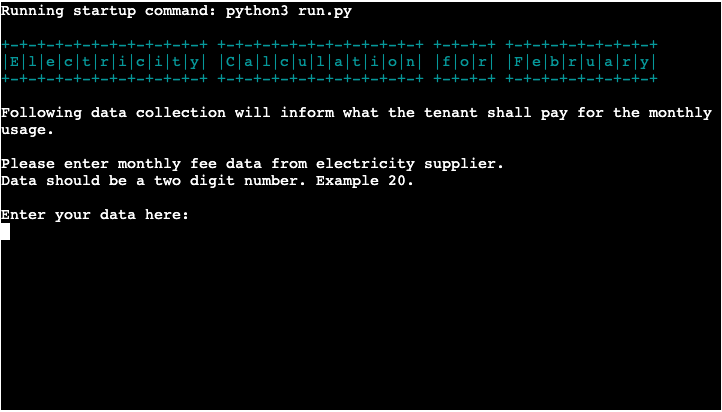 Running startup command: python3 run.py
+-+-+-+-+-+-+-+-+-+-+-+ +-+-+-+-+-+-+-+-+-+-+-+ +-+-+-+ +-+-+-+-+-+-+-+-+
|E|l|e|c|t|r|i|c|i|t|y| |C|a|l|c|u|l|a|t|i|o|n| |f|o|r| |F|e|b|r|u|a|r|y|
+-+-+-+-+-+-+-+-+-+-+-+ +-+-+-+-+-+-+-+-+-+-+-+ +-+-+-+ +-+-+-+-+-+-+-+-+
Following data collection will inform what the tenant shall pay for the monthly
usage.
Please enter monthly fee data from electricity supplier.
Data should be a two digit number. Example 20.
Enter your data here: